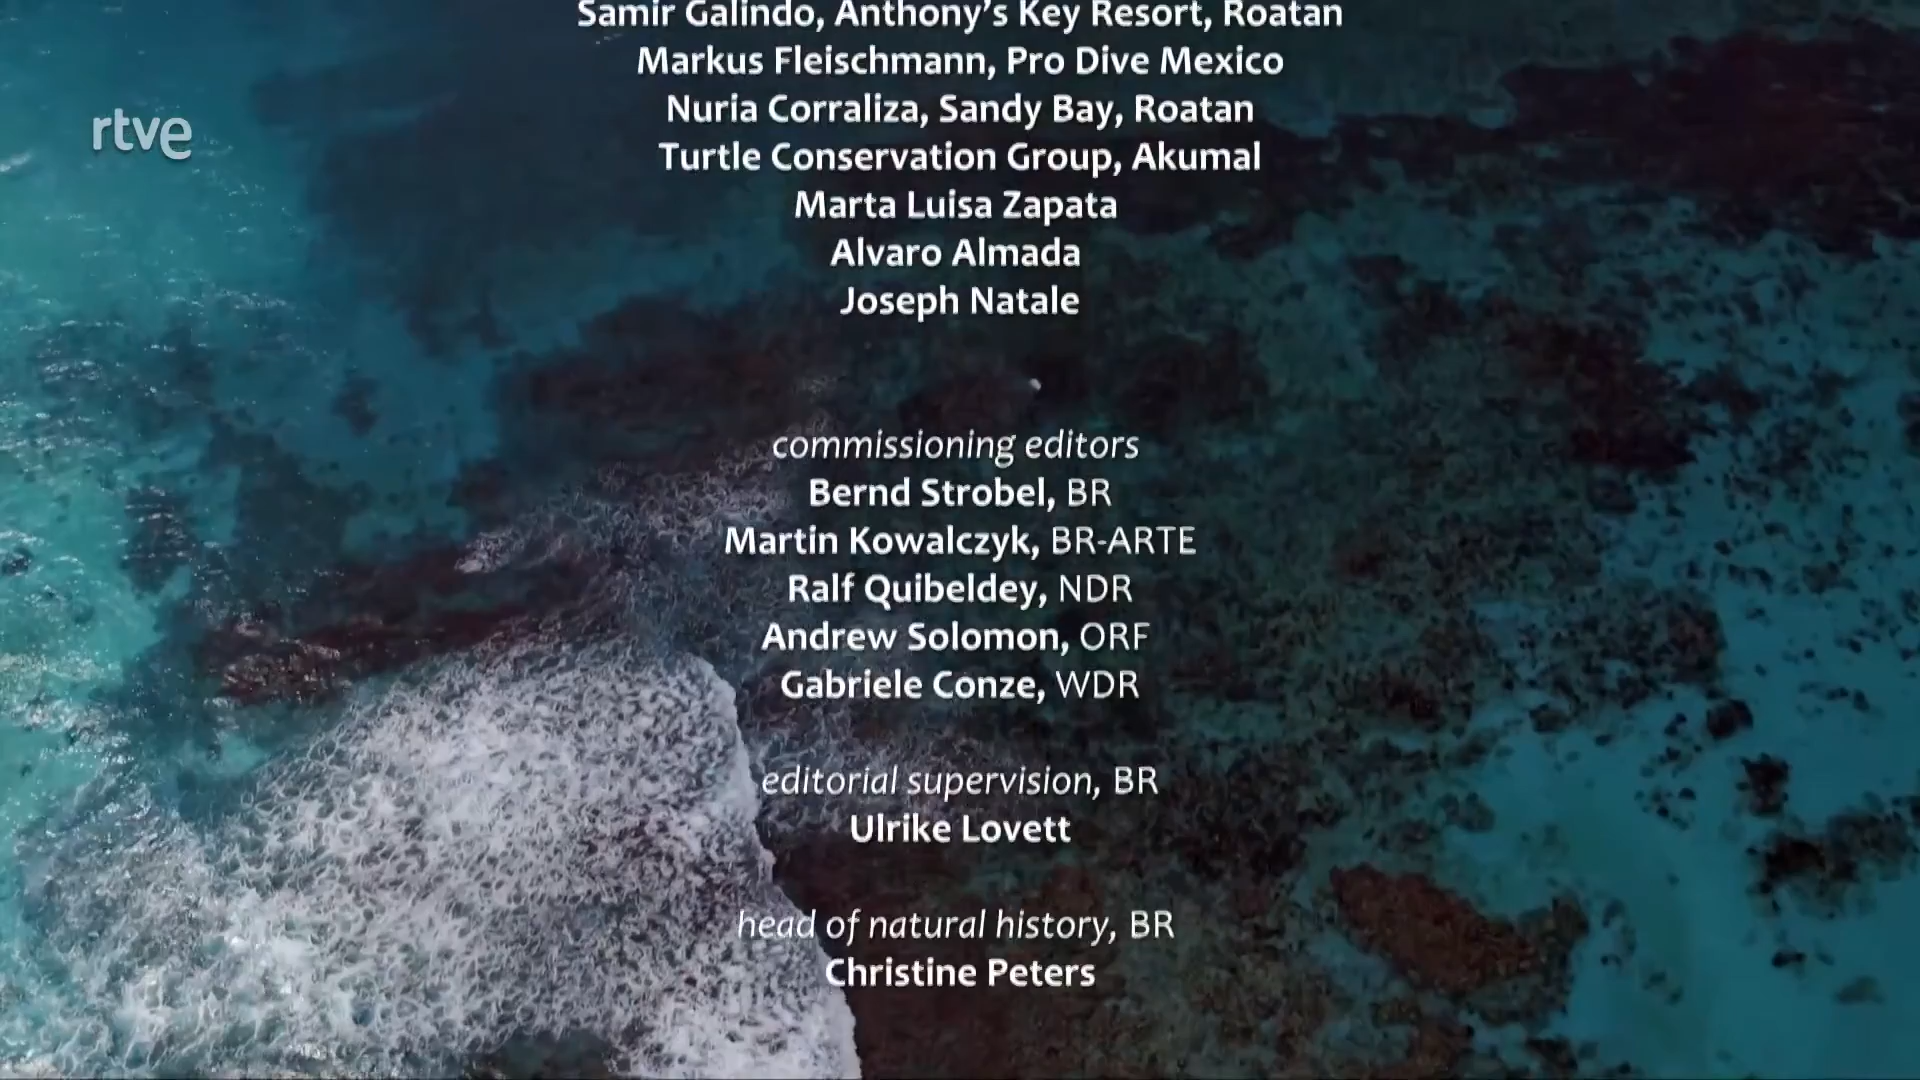 Samir Galindo, Anthony's Key Resort, Roatan
Markus Fleischmann, Pro Dive Mexico
rtve
Nuria Corraliza, Sandy Bay, Roatan
Turtle Conservation Group, Akumal
Marta Luisa Zapata
Alvaro Almada
Joseph Natale
commissioning editors
Bernd Strobel, BR
Martin Kowalczyk, BR-ARTE
Ralf Quibeldey, NDR
Andrew Solomon, ORF
Gabriele Conze, WDR
editorial supervision, BR
Ulrike Lovett
head of natural history, BR
Christine Peters